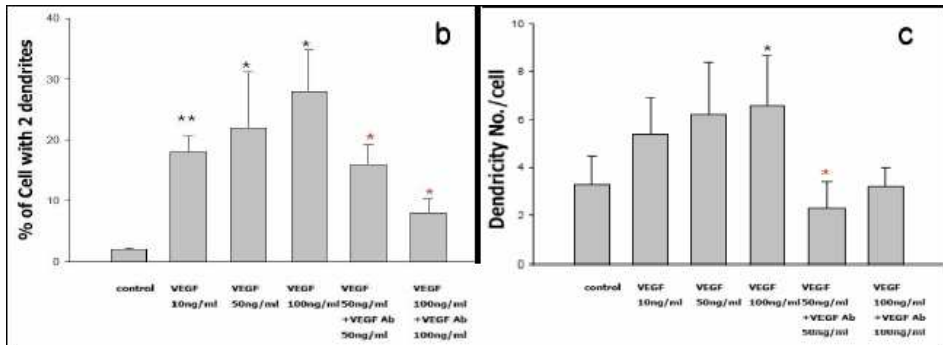 b
% of Cell with 2 dendrites
40
30
20
10
0
**
*
*
*
*
control
VEGF
10ng/ml
VEGF
50ng/ml
VEGF
100ng/ml
VEGF
50ng/ml
+VEGF Ab
50ng/ml
VEGF
100ng/ml
+VEGF Ab
100ng/ml
c
Dendricity No./cell
10
8
6
4
2
0
*
*
control
VEGF
10ng/ml
VEGF
50ng/ml
VEGF
100ng/ml
VEGF
50ng/ml
+VEGF Ab
50ng/ml
VEGF
100ng/ml
+VEGF Ab
100ng/ml